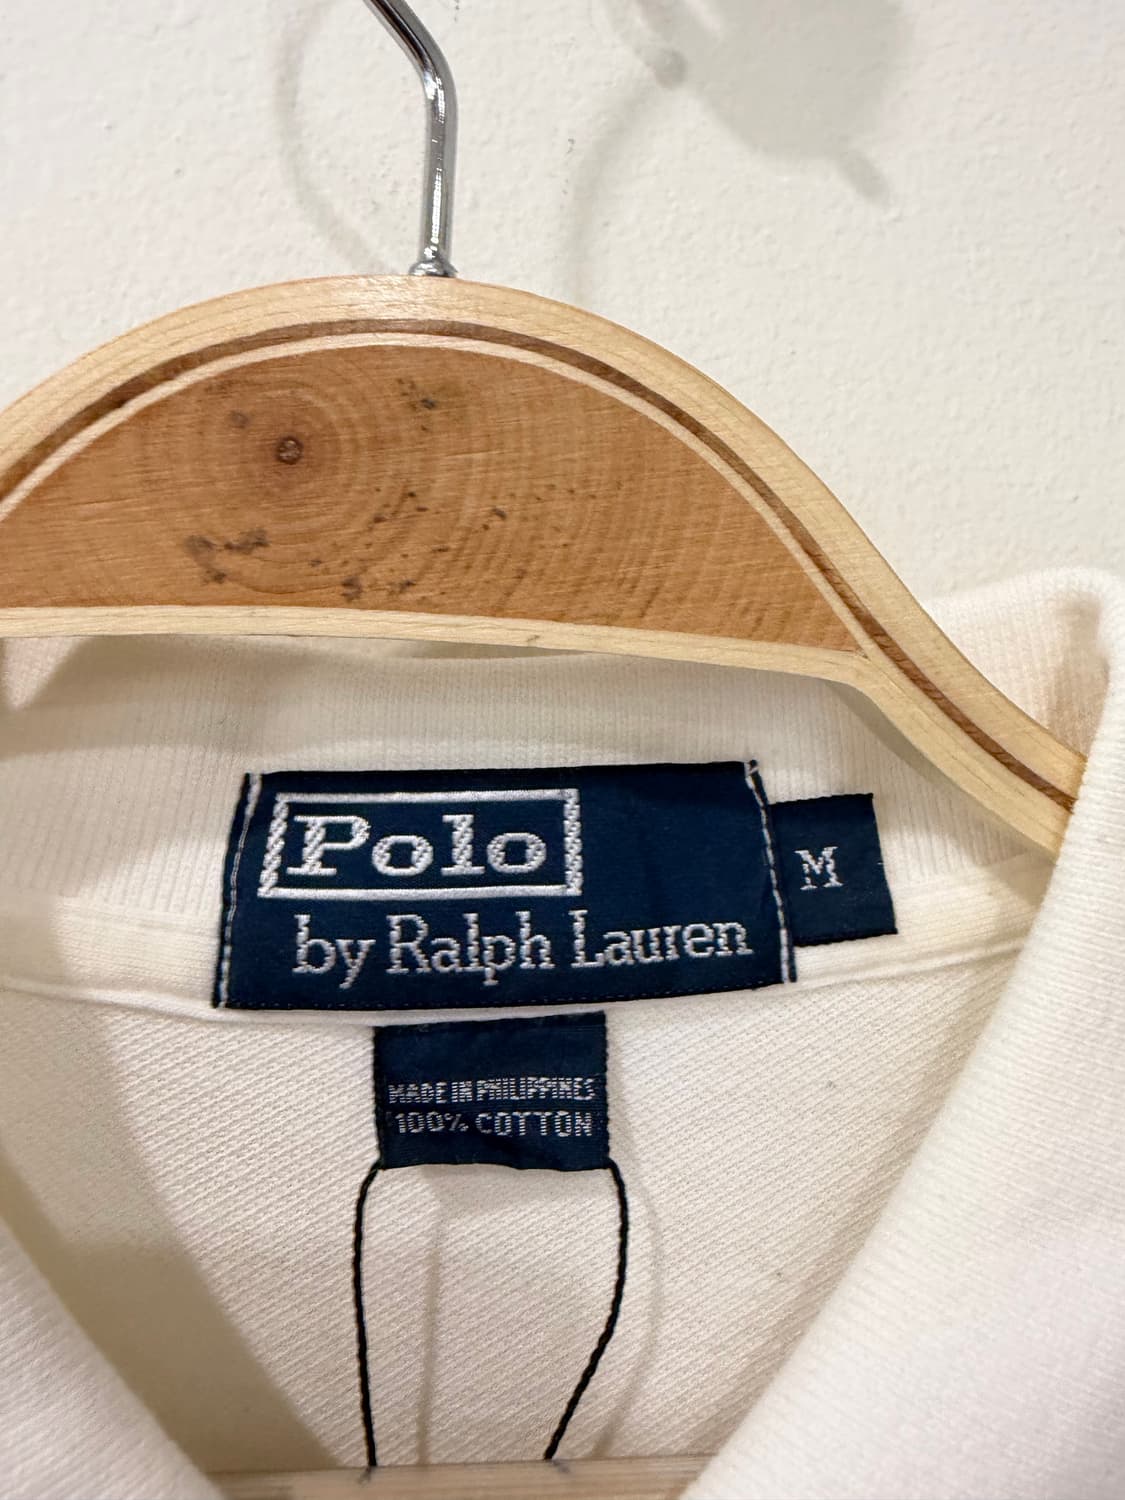 Polo
by Ralph Lauren
M
MADE IN PHILIPPINES
100% COTTON